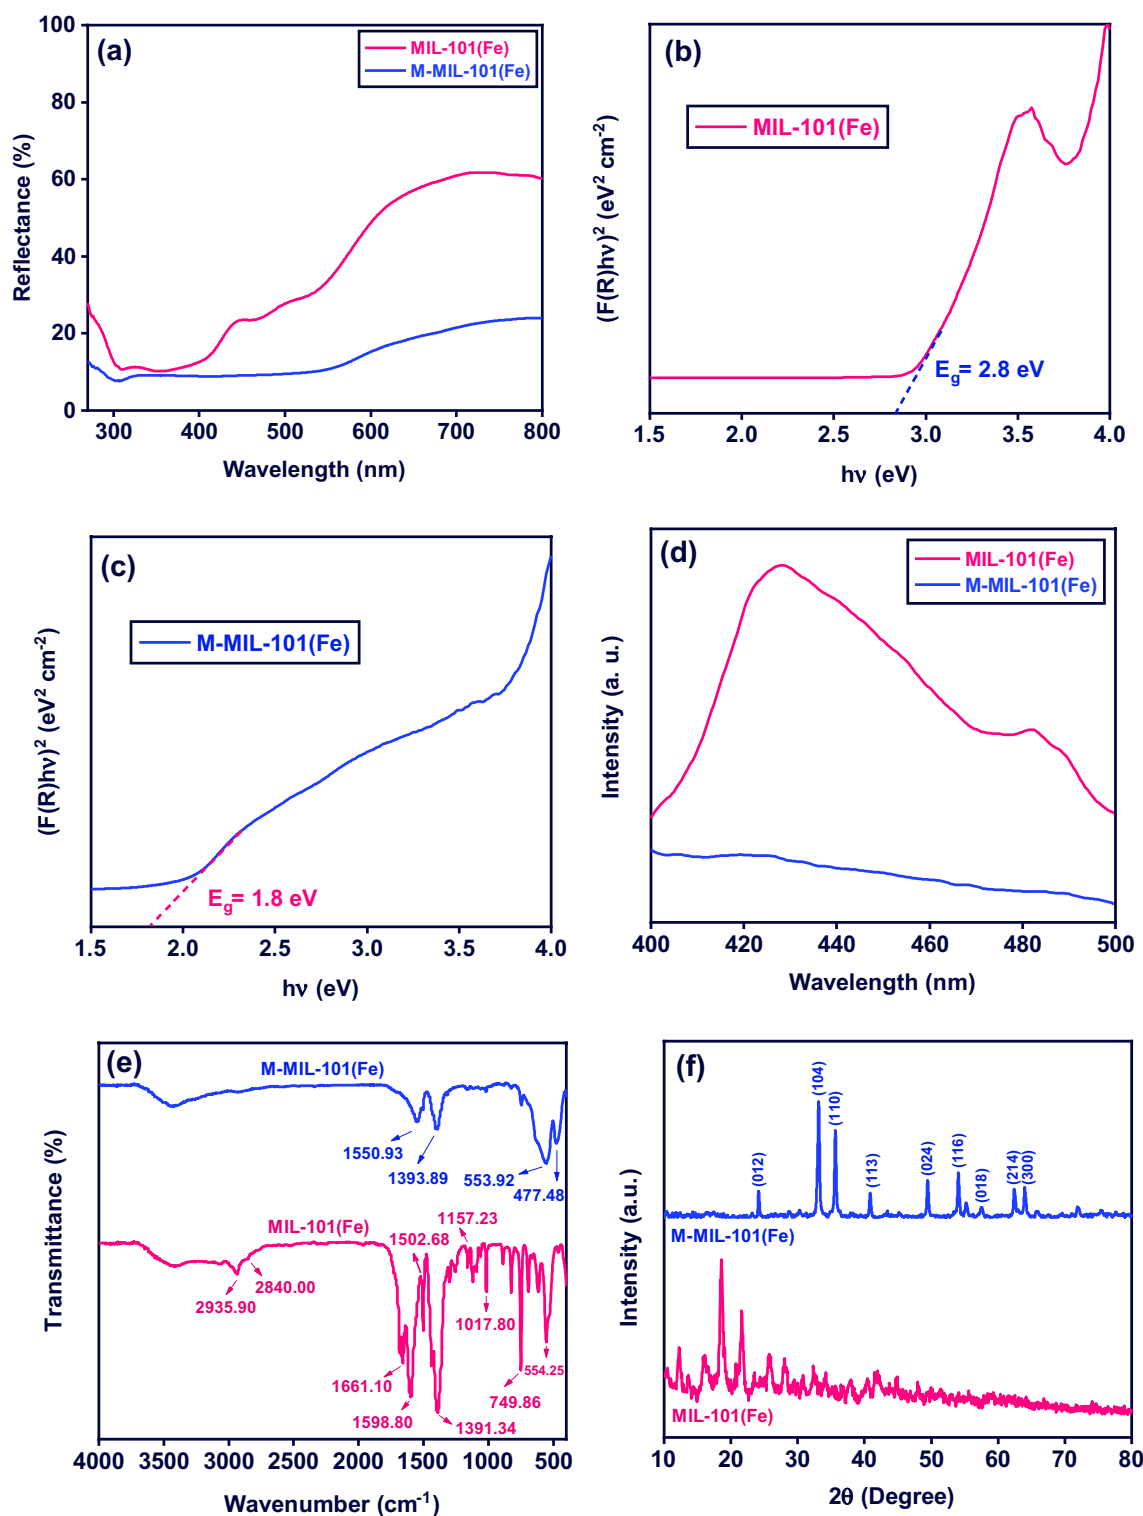 (a)
MIL-101(Fe)
M-MIL-101(Fe)
Reflectance (%)
100
80
60
40
20
0
300 400 500 600 700 800
Wavelength (nm)
(b)
MIL-101(Fe)
(F(R)hν)² (eV² cm⁻²)
E_g= 2.8 eV
1.5 2.0 2.5 3.0 3.5 4.0
hν (eV)
(c)
M-MIL-101(Fe)
(F(R)hν)² (eV² cm⁻²)
E_g= 1.8 eV
1.5 2.0 2.5 3.0 3.5 4.0
hν (eV)
(d)
MIL-101(Fe)
M-MIL-101(Fe)
Intensity (a. u.)
400 420 440 460 480 500
Wavelength (nm)
(e)
M-MIL-101(Fe)
Transmittance (%)
1550.93
1393.89
553.92
477.48
MIL-101(Fe)
1157.23
1502.68
2840.00
2935.90
1017.80
554.25
1661.10
749.86
1598.80
1391.34
4000 3500 3000 2500 2000 1500 1000 500
Wavenumber (cm⁻¹)
(f)
Intensity (a.u.)
(012)
(104)
(110)
(113)
(024)
(116)
(018)
(214)
(300)
M-MIL-101(Fe)
MIL-101(Fe)
10 20 30 40 50 60 70 80
2θ (Degree)